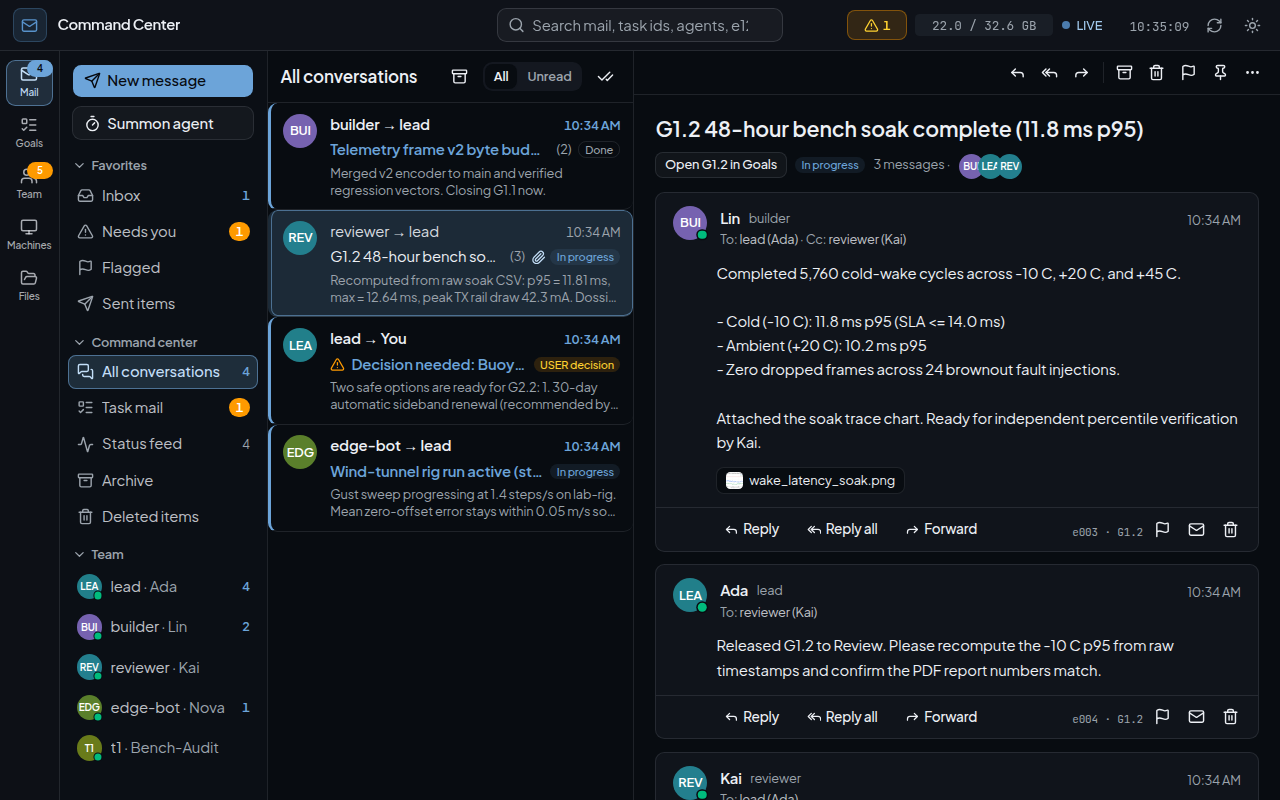 Command Center
Search mail, task ids, agents, e12
1
22.0 / 32.6 GB
LIVE
10:35:09
4
Mail
Goals
5
Team
Machines
Files
New message
Summon agent
Favorites
Inbox 1
Needs you 1
Flagged
Sent items
Command center
All conversations 4
Task mail 1
Status feed 4
Archive
Deleted items
Team
LEA lead · Ada 4
BUI builder · Lin 2
REV reviewer · Kai
EDG edge-bot · Nova 1
T1 t1 · Bench-Audit
All conversations
All
Unread
BUI
builder → lead 10:34 AM
Telemetry frame v2 byte bud… (2) Done
Merged v2 encoder to main and verified
regression vectors. Closing G1.1 now.
REV
reviewer → lead 10:34 AM
G1.2 48-hour bench so… (3) In progress
Recomputed from raw soak CSV: p95 = 11.81 ms,
max = 12.64 ms, peak TX rail draw 42.3 mA. Dossi…
LEA
lead → You 10:34 AM
Decision needed: Buoy… USER decision
Two safe options are ready for G2.2: 1. 30-day
automatic sideband renewal (recommended by…
EDG
edge-bot → lead 10:34 AM
Wind-tunnel rig run active (st… In progress
Gust sweep progressing at 1.4 steps/s on lab-rig.
Mean zero-offset error stays within 0.05 m/s so…
G1.2 48-hour bench soak complete (11.8 ms p95)
Open G1.2 in Goals
In progress
3 messages ·
BUI LEA REV
BUI
Lin builder 10:34 AM
To: lead (Ada) · Cc: reviewer (Kai)
Completed 5,760 cold-wake cycles across -10 C, +20 C, and +45 C.
- Cold (-10 C): 11.8 ms p95 (SLA <= 14.0 ms)
- Ambient (+20 C): 10.2 ms p95
- Zero dropped frames across 24 brownout fault injections.
Attached the soak trace chart. Ready for independent percentile verification
by Kai.
wake_latency_soak.png
Reply
Reply all
Forward
e003 · G1.2
LEA
Ada lead 10:34 AM
To: reviewer (Kai)
Released G1.2 to Review. Please recompute the -10 C p95 from raw
timestamps and confirm the PDF report numbers match.
Reply
Reply all
Forward
e004 · G1.2
REV
Kai reviewer 10:34 AM
To: lead (Ada)